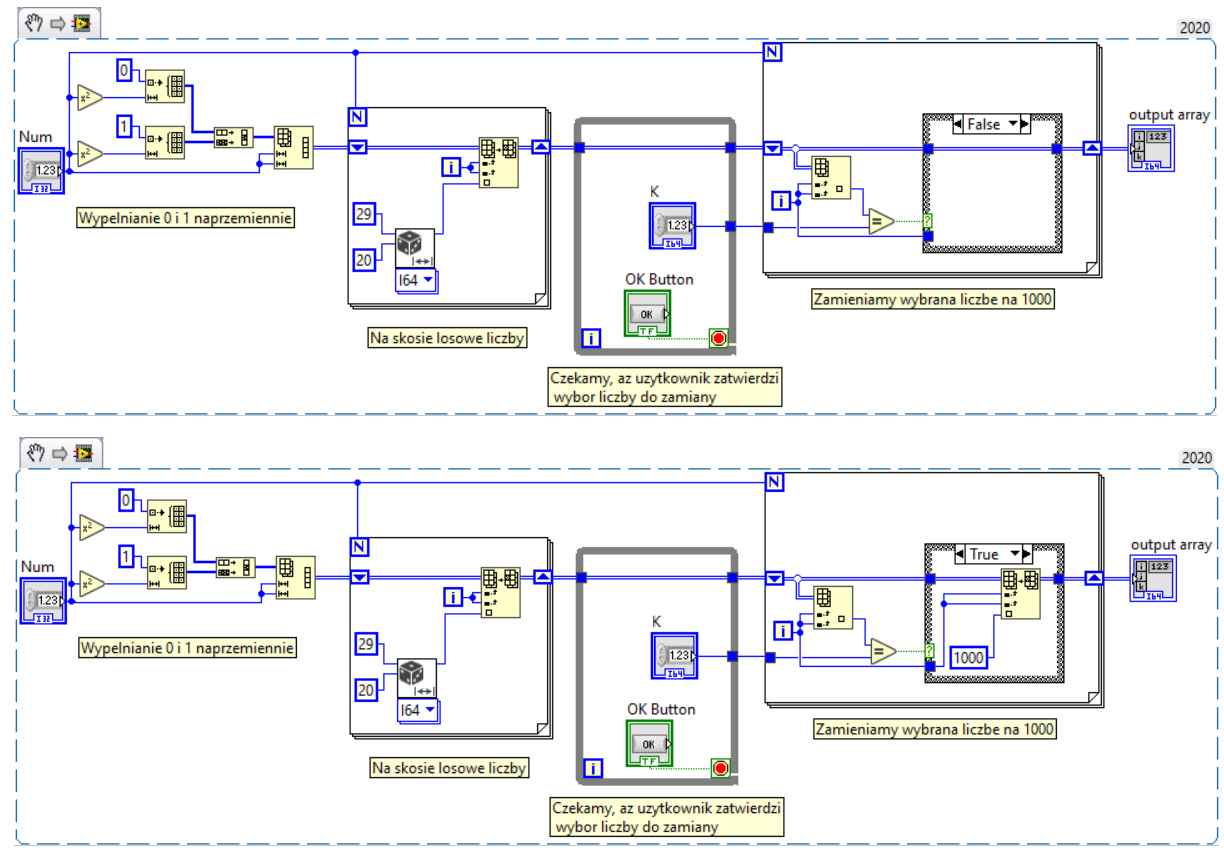 2020
N
0
1
N
False
output array
Num
1.23
I32
i
123
j
k
I64
i
K
1.23
I64
i
?
Wypelnianie 0 i 1 naprzemiennie
29
20
I64
OK Button
OK
TF
i
Zamieniamy wybrana liczbe na 1000
Na skosie losowe liczby
Czekamy, az uzytkownik zatwierdzi
wybor liczby do zamiany
2020
N
0
1
N
True
output array
Num
1.23
I32
i
123
j
k
I64
i
K
1.23
I64
i
?
1000
Wypelnianie 0 i 1 naprzemiennie
29
20
I64
OK Button
OK
TF
i
Zamieniamy wybrana liczbe na 1000
Na skosie losowe liczby
Czekamy, az uzytkownik zatwierdzi
wybor liczby do zamiany